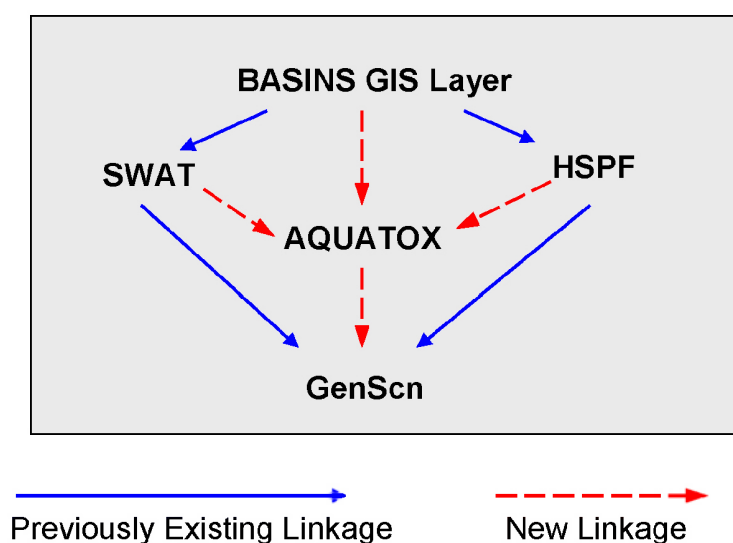 BASINS GIS Layer
SWAT
HSPF
AQUATOX
GenScn
Previously Existing Linkage
New Linkage